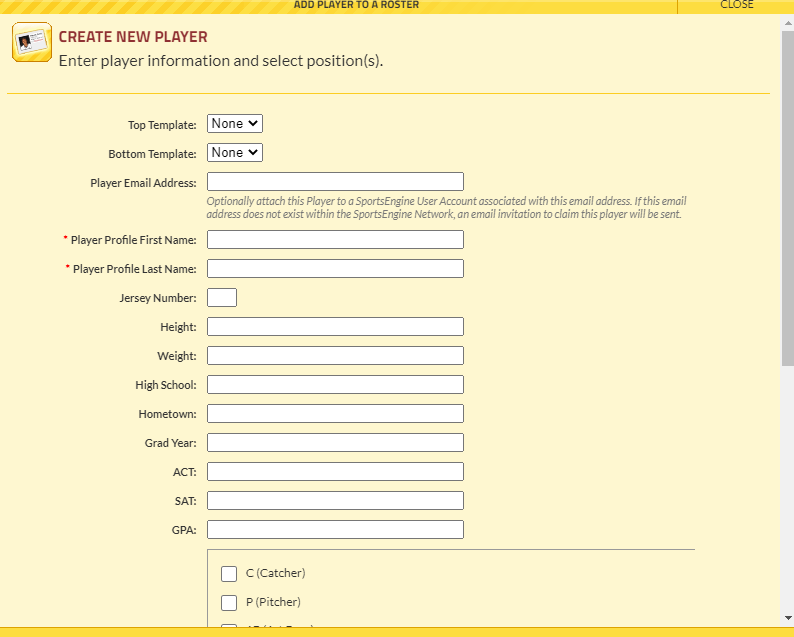 ADD PLAYER TO A ROSTER
CLOSE
CREATE NEW PLAYER
Enter player information and select position(s).
Top Template: None
Bottom Template: None
Player Email Address:
Optionally attach this Player to a SportsEngine User Account associated with this email address. If this email
address does not exist within the SportsEngine Network, an email invitation to claim this player will be sent.
* Player Profile First Name:
* Player Profile Last Name:
Jersey Number:
Height:
Weight:
High School:
Hometown:
Grad Year:
ACT:
SAT:
GPA:
C (Catcher)
P (Pitcher)